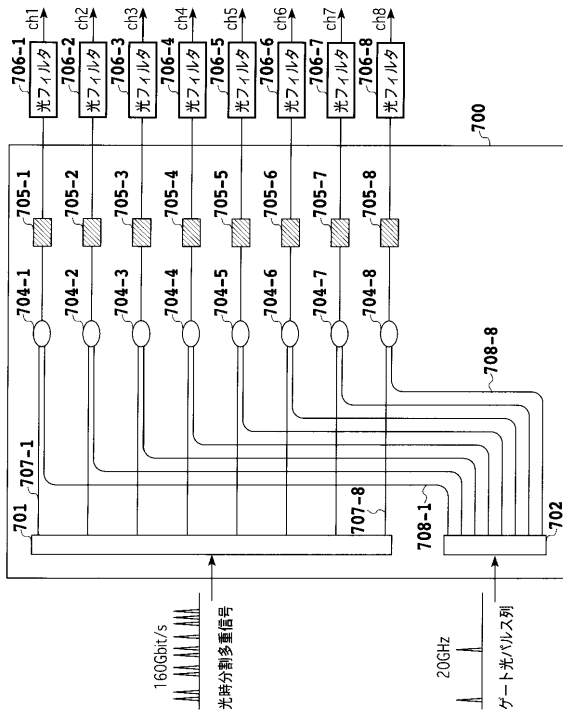 ch1
ch2
ch3
ch4
ch5
ch6
ch7
ch8
706-1
706-2
706-3
706-4
706-5
706-6
706-7
706-8
光フィルタ
光フィルタ
光フィルタ
光フィルタ
光フィルタ
光フィルタ
光フィルタ
光フィルタ
700
705-1
705-2
705-3
705-4
705-5
705-6
705-7
705-8
704-1
704-2
704-3
704-4
704-5
704-6
704-7
704-8
708-8
707-1
701
707-8
708-1
702
160Gbit/s
光時分割多重信号
20GHz
ゲート光パルス列